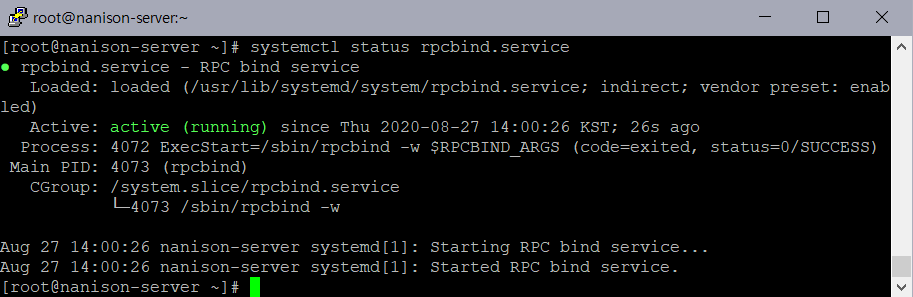 root@nanison-server:~
[root@nanison-server ~]# systemctl status rpcbind.service
● rpcbind.service - RPC bind service
   Loaded: loaded (/usr/lib/systemd/system/rpcbind.service; indirect; vendor preset: enab
led)
   Active: active (running) since Thu 2020-08-27 14:00:26 KST; 26s ago
  Process: 4072 ExecStart=/sbin/rpcbind -w $RPCBIND_ARGS (code=exited, status=0/SUCCESS)
 Main PID: 4073 (rpcbind)
   CGroup: /system.slice/rpcbind.service
           └─4073 /sbin/rpcbind -w
Aug 27 14:00:26 nanison-server systemd[1]: Starting RPC bind service...
Aug 27 14:00:26 nanison-server systemd[1]: Started RPC bind service.
[root@nanison-server ~]#